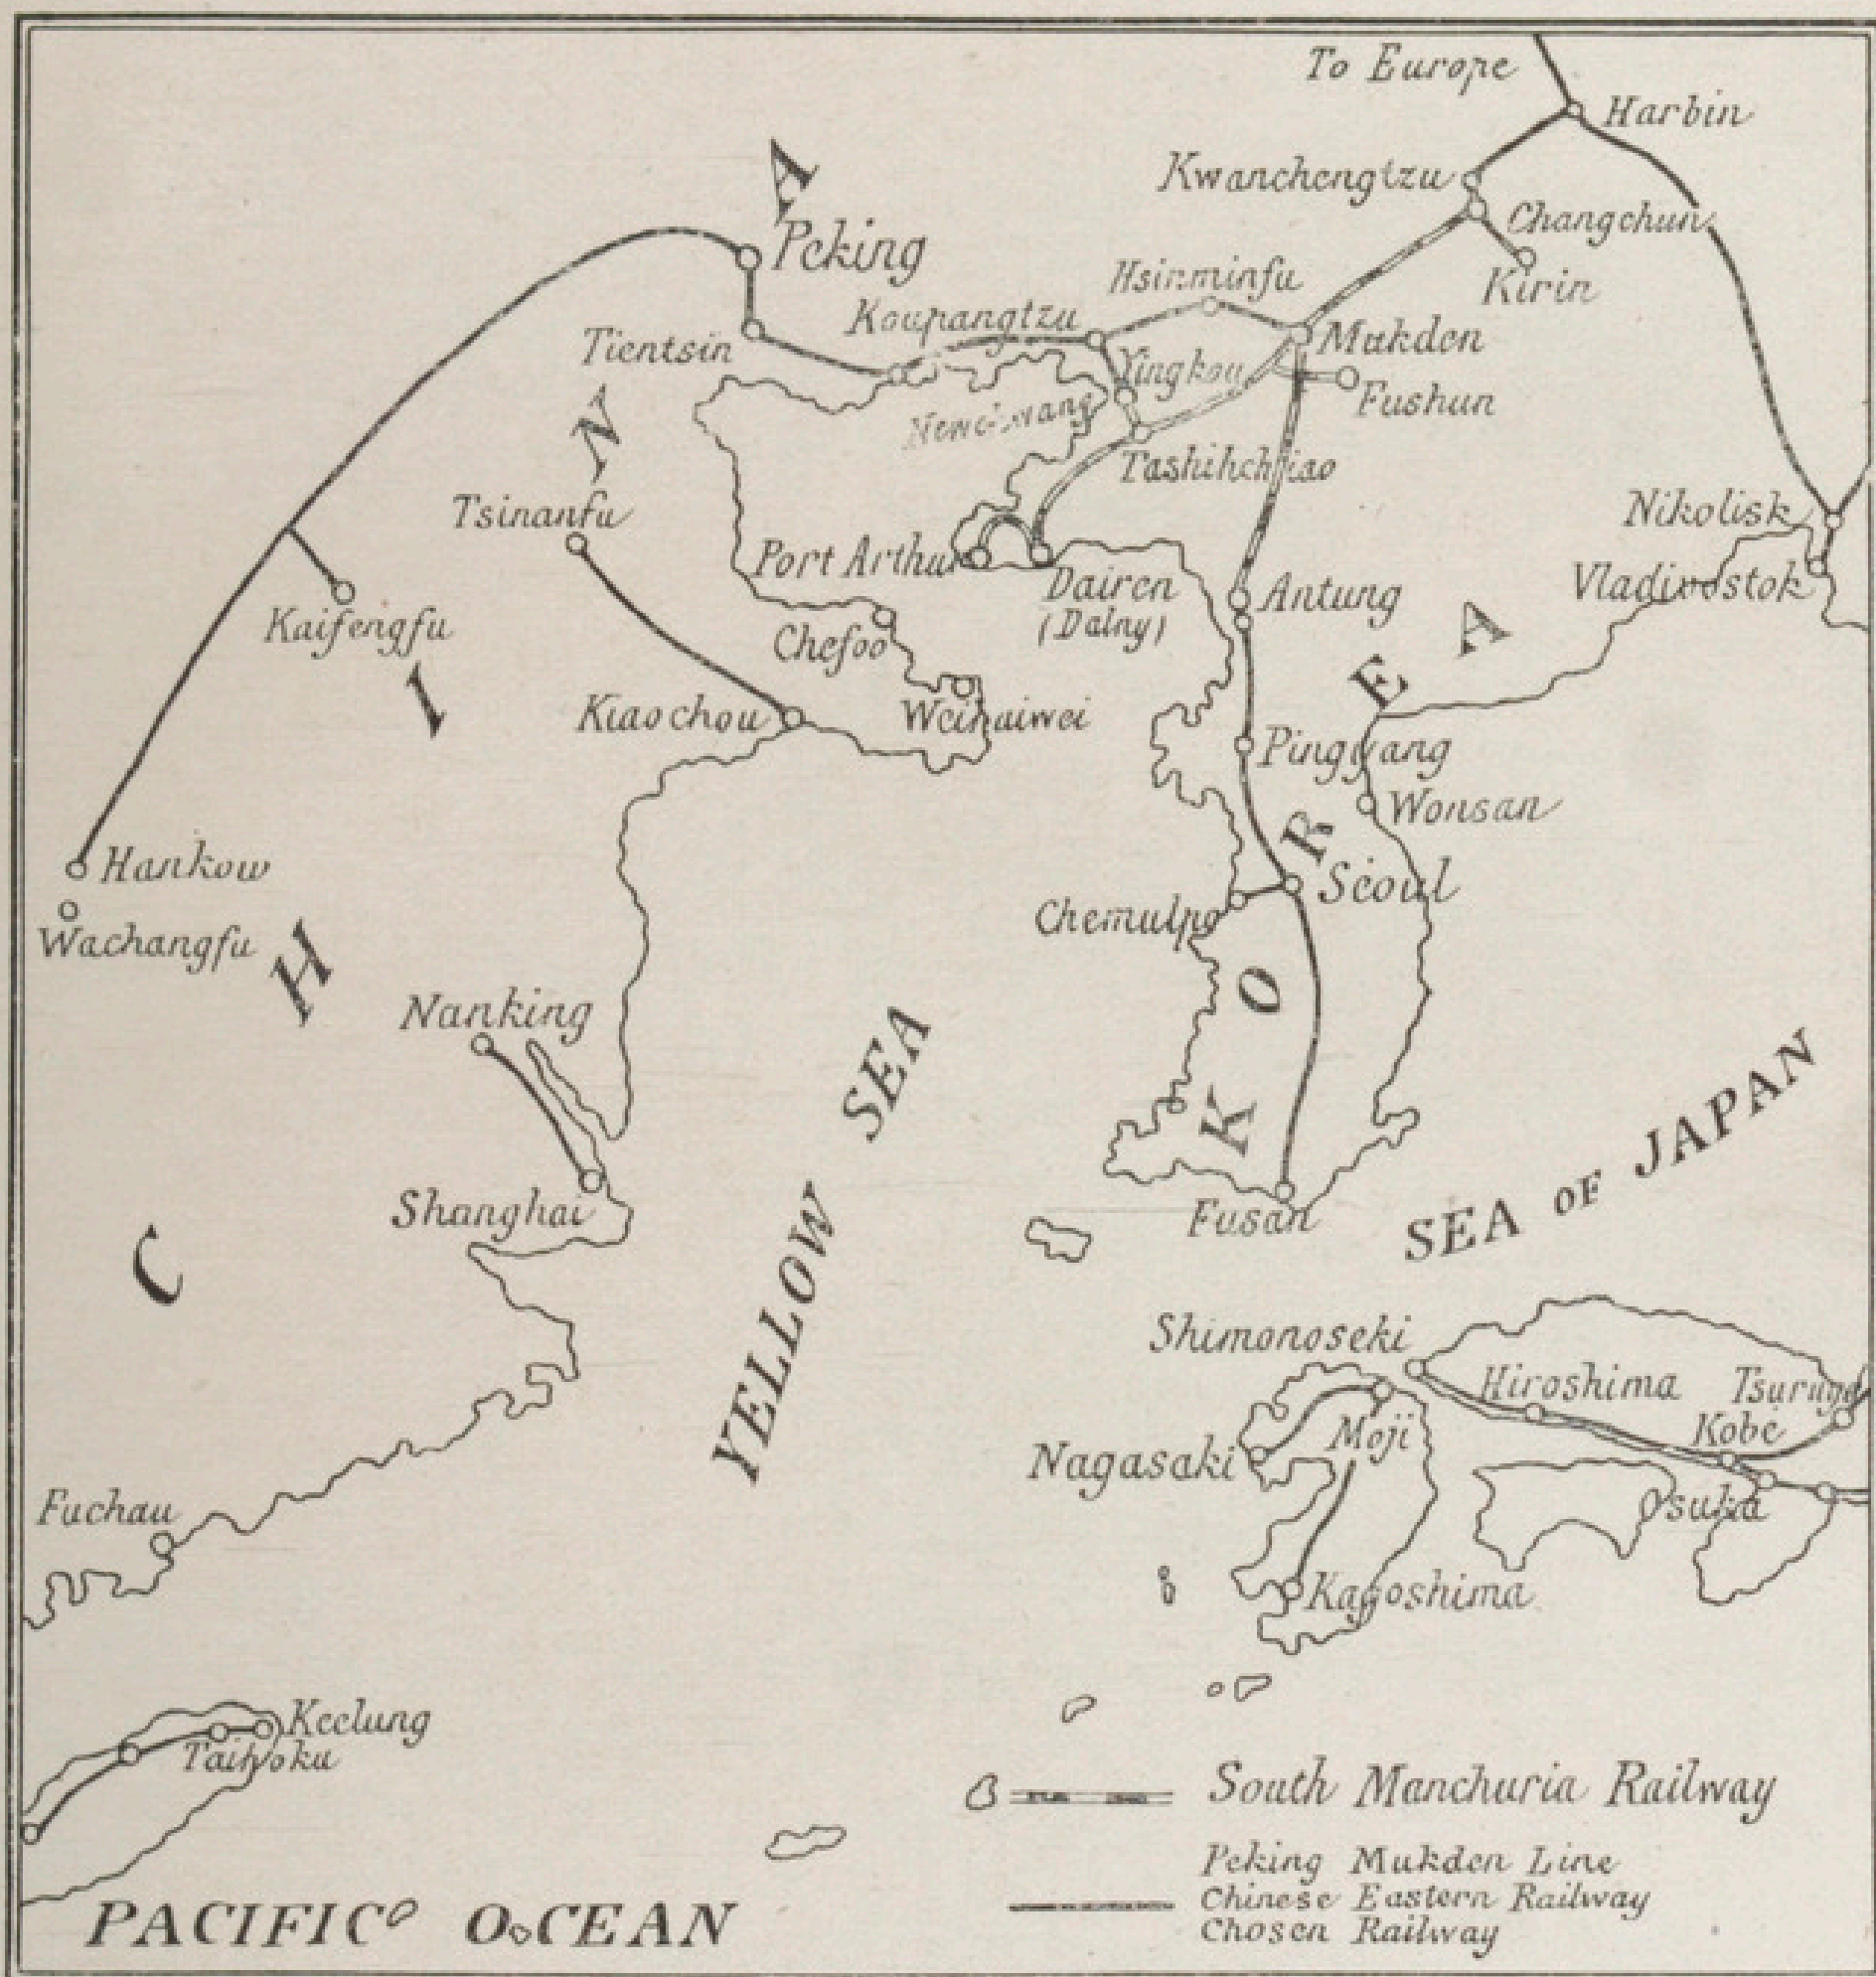 To Europe
Harbin
Kwanchengtzu
Changchun
Kirin
CHINA
Peking
Hsinminfu
Koupangtzu
Mukden
Tientsin
Yingkou
Fushun
Newchwang
Tashihchiao
Tsinanfu
Nikolisk
Port Arthur
Dairen
(Dalny)
Antung
Vladivostok
Kaifengfu
Chefoo
KOREA
Kiaochou
Weihaiwei
Pingyang
Wonsan
Hankow
Seoul
Chemulpo
Wachangfu
Nanking
YELLOW SEA
SEA OF JAPAN
Shanghai
Fusan
Shimonoseki
Hiroshima
Tsuruga
Kobe
Moji
Nagasaki
Osaka
Fuchau
Kagoshima
Keelung
Taihoku
South Manchuria Railway
Peking Mukden Line
Chinese Eastern Railway
Chosen Railway
PACIFIC OCEAN